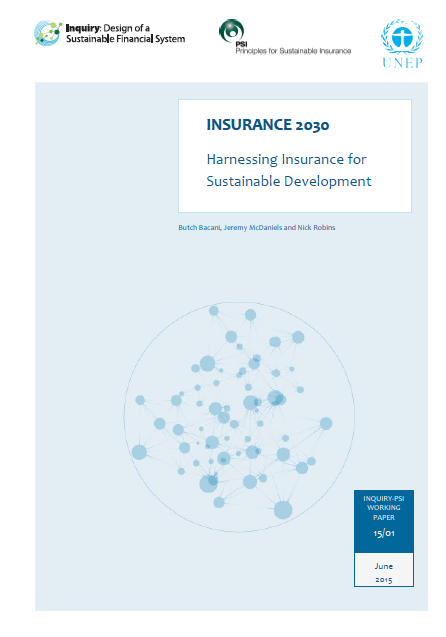 Inquiry: Design of a
Sustainable Financial System
PSI
Principles for Sustainable Insurance
UNEP
INSURANCE 2030
Harnessing Insurance for
Sustainable Development
Butch Bacani, Jeremy McDaniels and Nick Robins
INQUIRY-PSI
WORKING
PAPER
15/01
June
2015